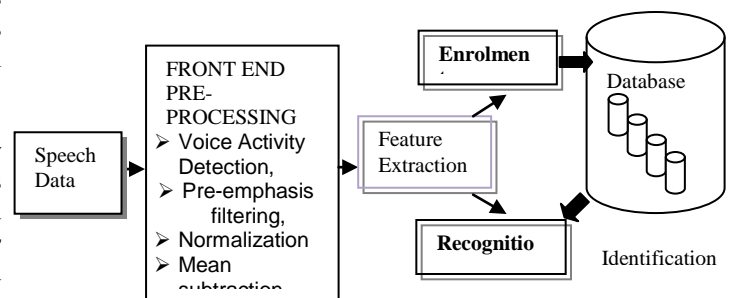 Speech
Data
FRONT END
PRE-
PROCESSING
➢ Voice Activity
Detection,
➢ Pre-emphasis
filtering,
➢ Normalization
➢ Mean
subtraction
Feature
Extraction
Enrolmen
Recognitio
Database
Identification